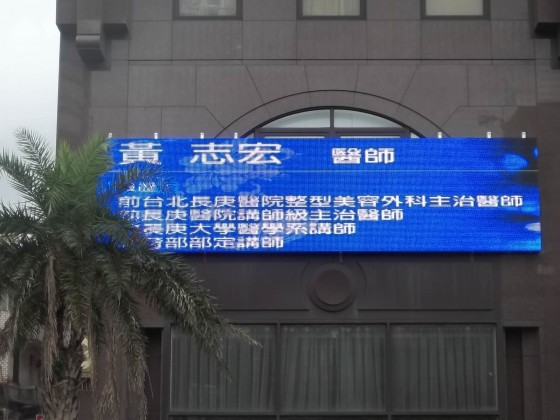 黃志宏 醫師
前台北長庚醫院整型美容外科主治醫師
前長庚醫院講師級主治醫師
長庚大學醫學系講師
部部定講師